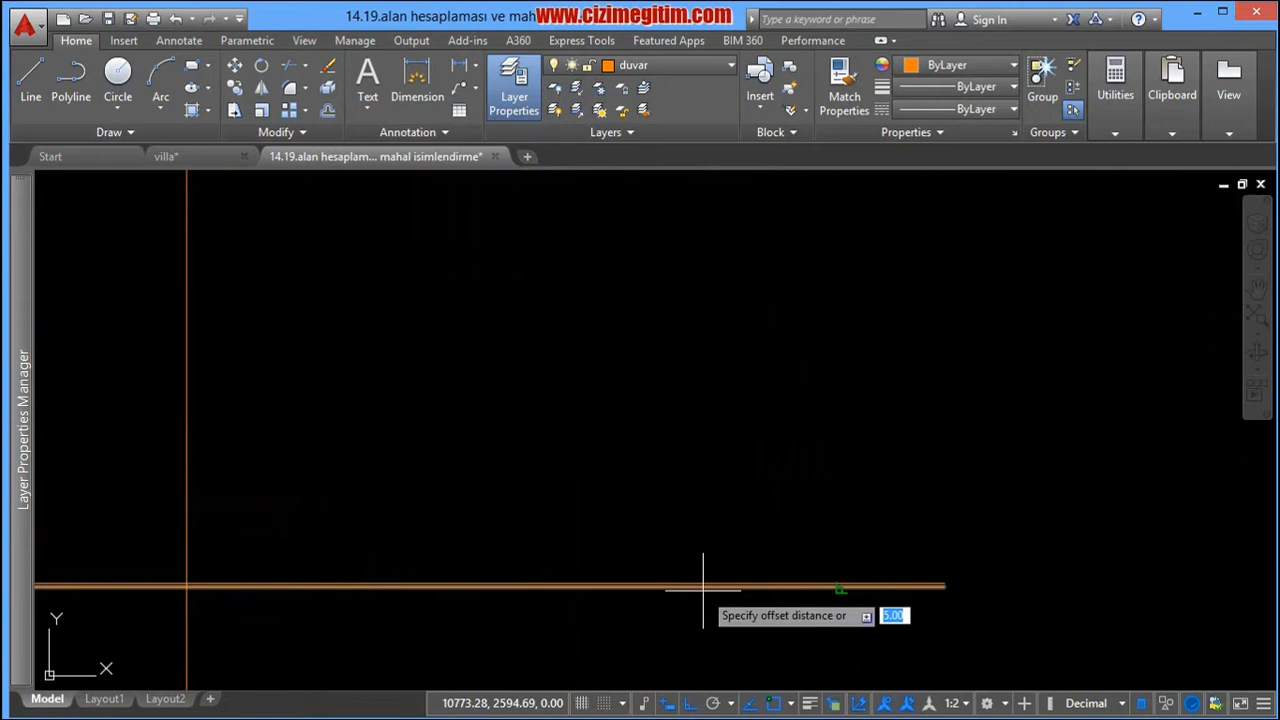 14.19.alan hesaplaması ve mah
www.cizimegitim.com
Type a keyword or phrase
Sign In
Home Insert Annotate Parametric View Manage Output Add-ins A360 Express Tools Featured Apps BIM 360 Performance
duvar
ByLayer
ByLayer
ByLayer
Line Polyline Circle Arc Text Dimension Layer Properties Insert Match Properties Group Utilities Clipboard View
Draw Modify Annotation Layers Block Properties Groups
Start villa* 14.19.alan hesaplam... mahal isimlendirme*
Layer Properties Manager
Specify offset distance or 5.00
Y
X
Model Layout1 Layout2 + 10773.28, 2594.69, 0.00 MODEL 1:2 Decimal